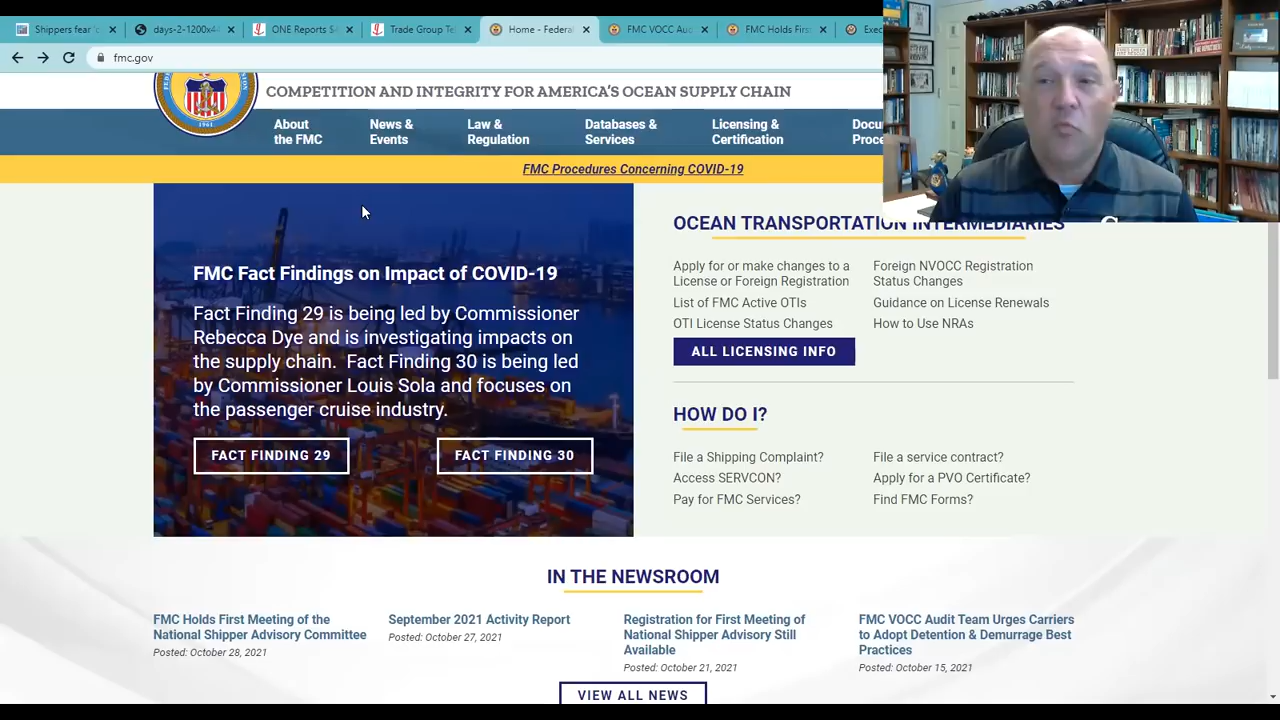 Shippers fear
days-2-1200x4
ONE Reports $
Trade Group Te
Home - Federa
FMC VOCC Aud
FMC Holds Firs
Exec
fmc.gov
1961
COMPETITION AND INTEGRITY FOR AMERICA'S OCEAN SUPPLY CHAIN
About
the FMC
News &
Events
Law &
Regulation
Databases &
Services
Licensing &
Certification
Docu
Proce
FMC Procedures Concerning COVID-19
FMC Fact Findings on Impact of COVID-19
Fact Finding 29 is being led by Commissioner
Rebecca Dye and is investigating impacts on
the supply chain. Fact Finding 30 is being led
by Commissioner Louis Sola and focuses on
the passenger cruise industry.
FACT FINDING 29
FACT FINDING 30
OCEAN TRANSPORTATION INTERMEDIARIES
Apply for or make changes to a
License or Foreign Registration
List of FMC Active OTIs
OTI License Status Changes
Foreign NVOCC Registration
Status Changes
Guidance on License Renewals
How to Use NRAs
ALL LICENSING INFO
HOW DO I?
File a Shipping Complaint?
Access SERVCON?
Pay for FMC Services?
File a service contract?
Apply for a PVO Certificate?
Find FMC Forms?
IN THE NEWSROOM
FMC Holds First Meeting of the
National Shipper Advisory Committee
Posted: October 28, 2021
September 2021 Activity Report
Posted: October 27, 2021
Registration for First Meeting of
National Shipper Advisory Still
Available
Posted: October 21, 2021
FMC VOCC Audit Team Urges Carriers
to Adopt Detention & Demurrage Best
Practices
Posted: October 15, 2021
VIEW ALL NEWS